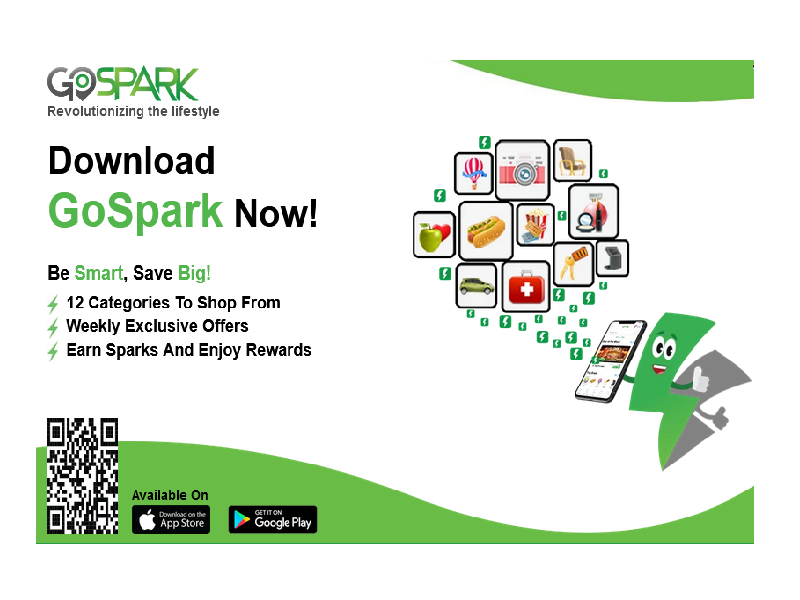 GOSPARK
Revolutionizing the lifestyle
Download
GoSpark Now!
Be Smart, Save Big!
12 Categories To Shop From
Weekly Exclusive Offers
Earn Sparks And Enjoy Rewards
Available On
Download on the
App Store
GET IT ON
Google Play